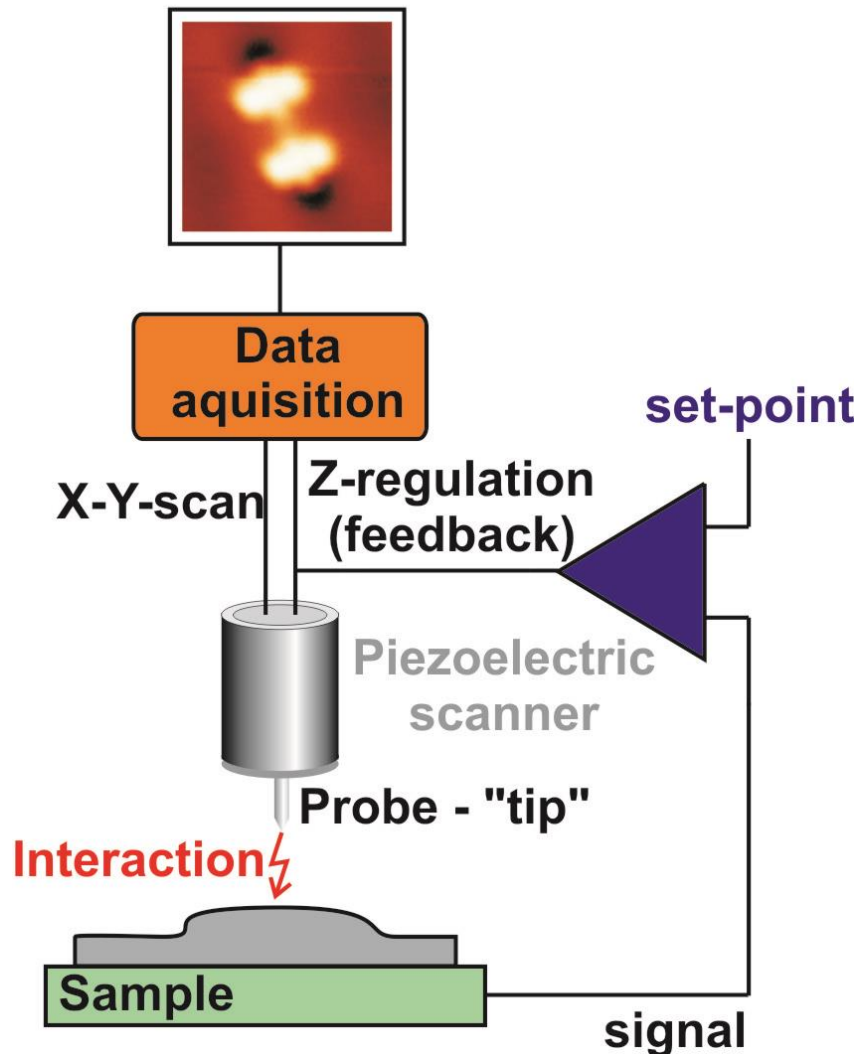 Data
aquisition
set-point
X-Y-scan
Z-regulation
(feedback)
Piezoelectric
scanner
Probe - "tip"
Interaction
Sample
signal